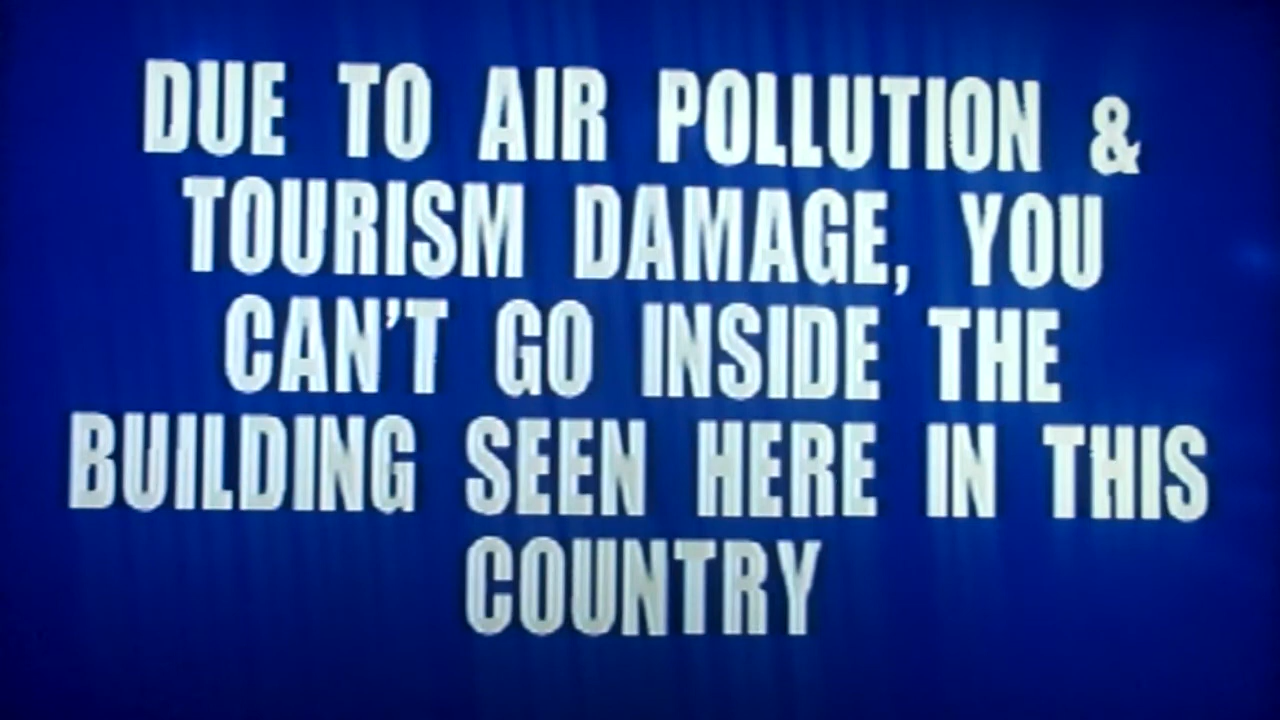 DUE TO AIR POLLUTION &
TOURISM DAMAGE, YOU
CAN'T GO INSIDE THE
BUILDING SEEN HERE IN THIS
COUNTRY